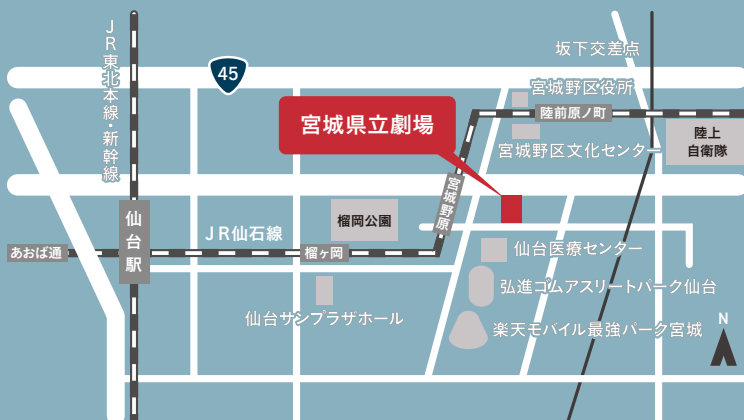 JR東北本線・新幹線
45
坂下交差点
宮城野区役所
宮城県立劇場
陸前原ノ町
陸上
自衛隊
宮城野区文化センター
宮城野原
仙台駅
榴岡公園
JR仙石線
あおば通
榴ヶ岡
仙台医療センター
弘進ゴムアスリートパーク仙台
仙台サンプラザホール
楽天モバイル最強パーク宮城
N